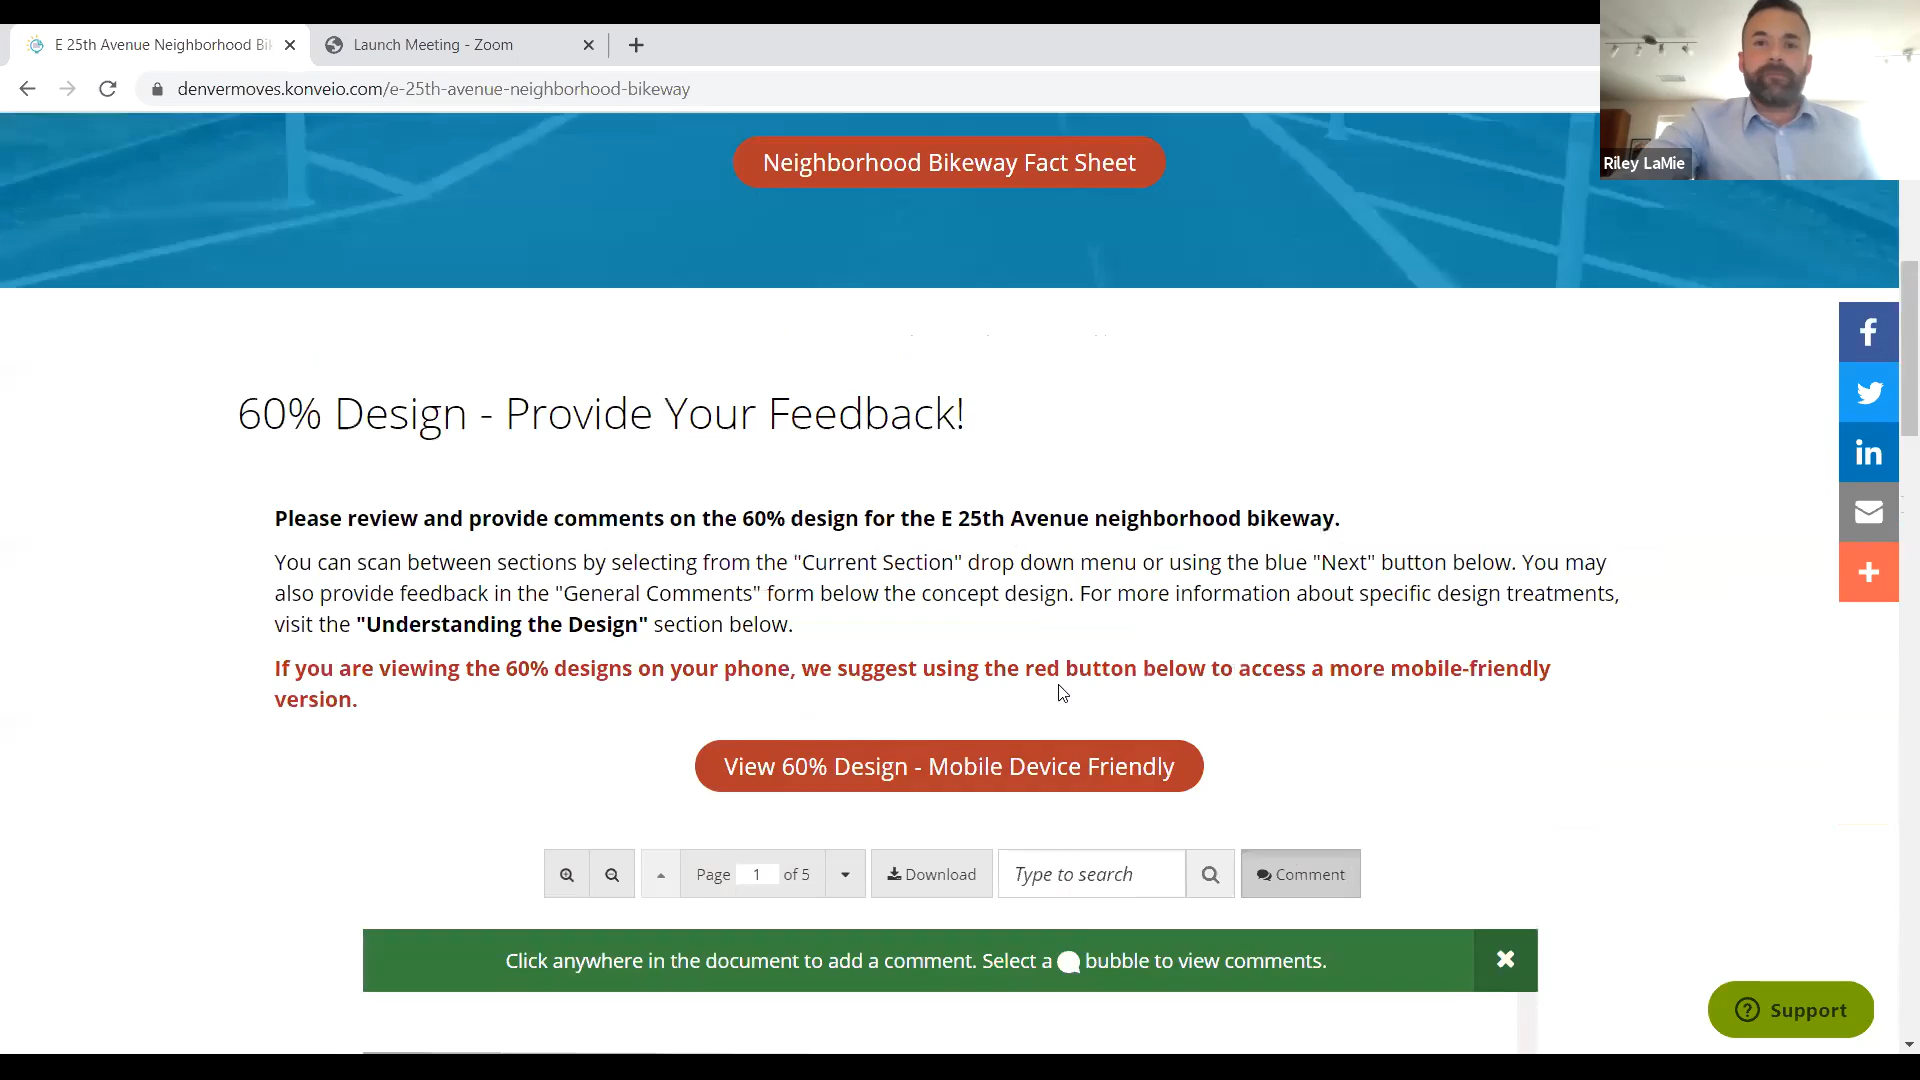 E 25th Avenue Neighborhood Bi
Launch Meeting - Zoom
denvermoves.konveio.com/e-25th-avenue-neighborhood-bikeway
Riley LaMie
Neighborhood Bikeway Fact Sheet
60% Design - Provide Your Feedback!
Please review and provide comments on the 60% design for the E 25th Avenue neighborhood bikeway.
You can scan between sections by selecting from the "Current Section" drop down menu or using the blue "Next" button below. You may
also provide feedback in the "General Comments" form below the concept design. For more information about specific design treatments,
visit the "Understanding the Design" section below.
If you are viewing the 60% designs on your phone, we suggest using the red button below to access a more mobile-friendly
version.
View 60% Design - Mobile Device Friendly
Page 1 of 5
Download
Type to search
Comment
Click anywhere in the document to add a comment. Select a bubble to view comments.
Support